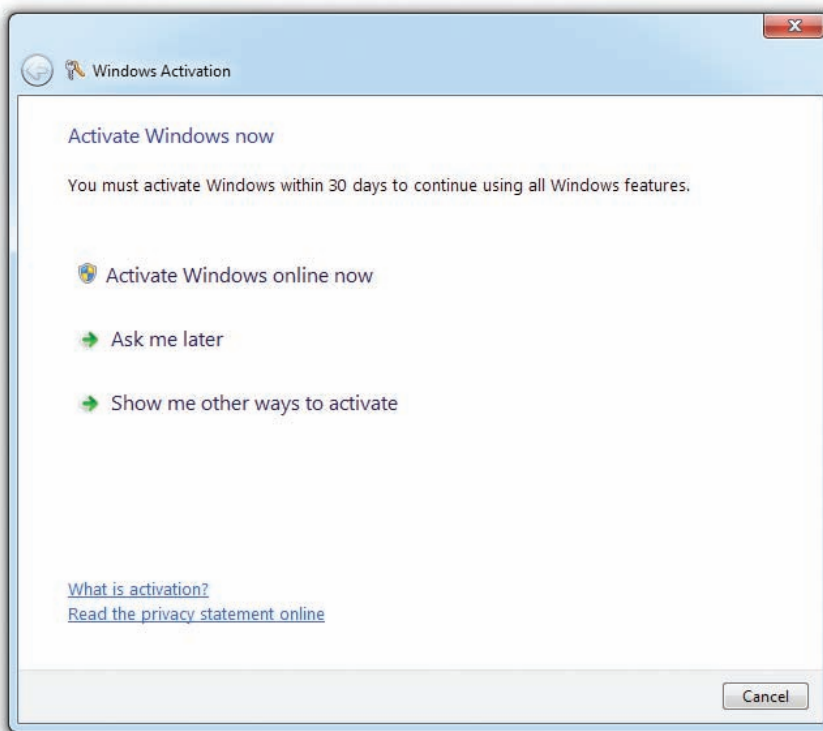 Windows Activation
Activate Windows now
You must activate Windows within 30 days to continue using all Windows features.
Activate Windows online now
Ask me later
Show me other ways to activate
What is activation?
Read the privacy statement online
Cancel